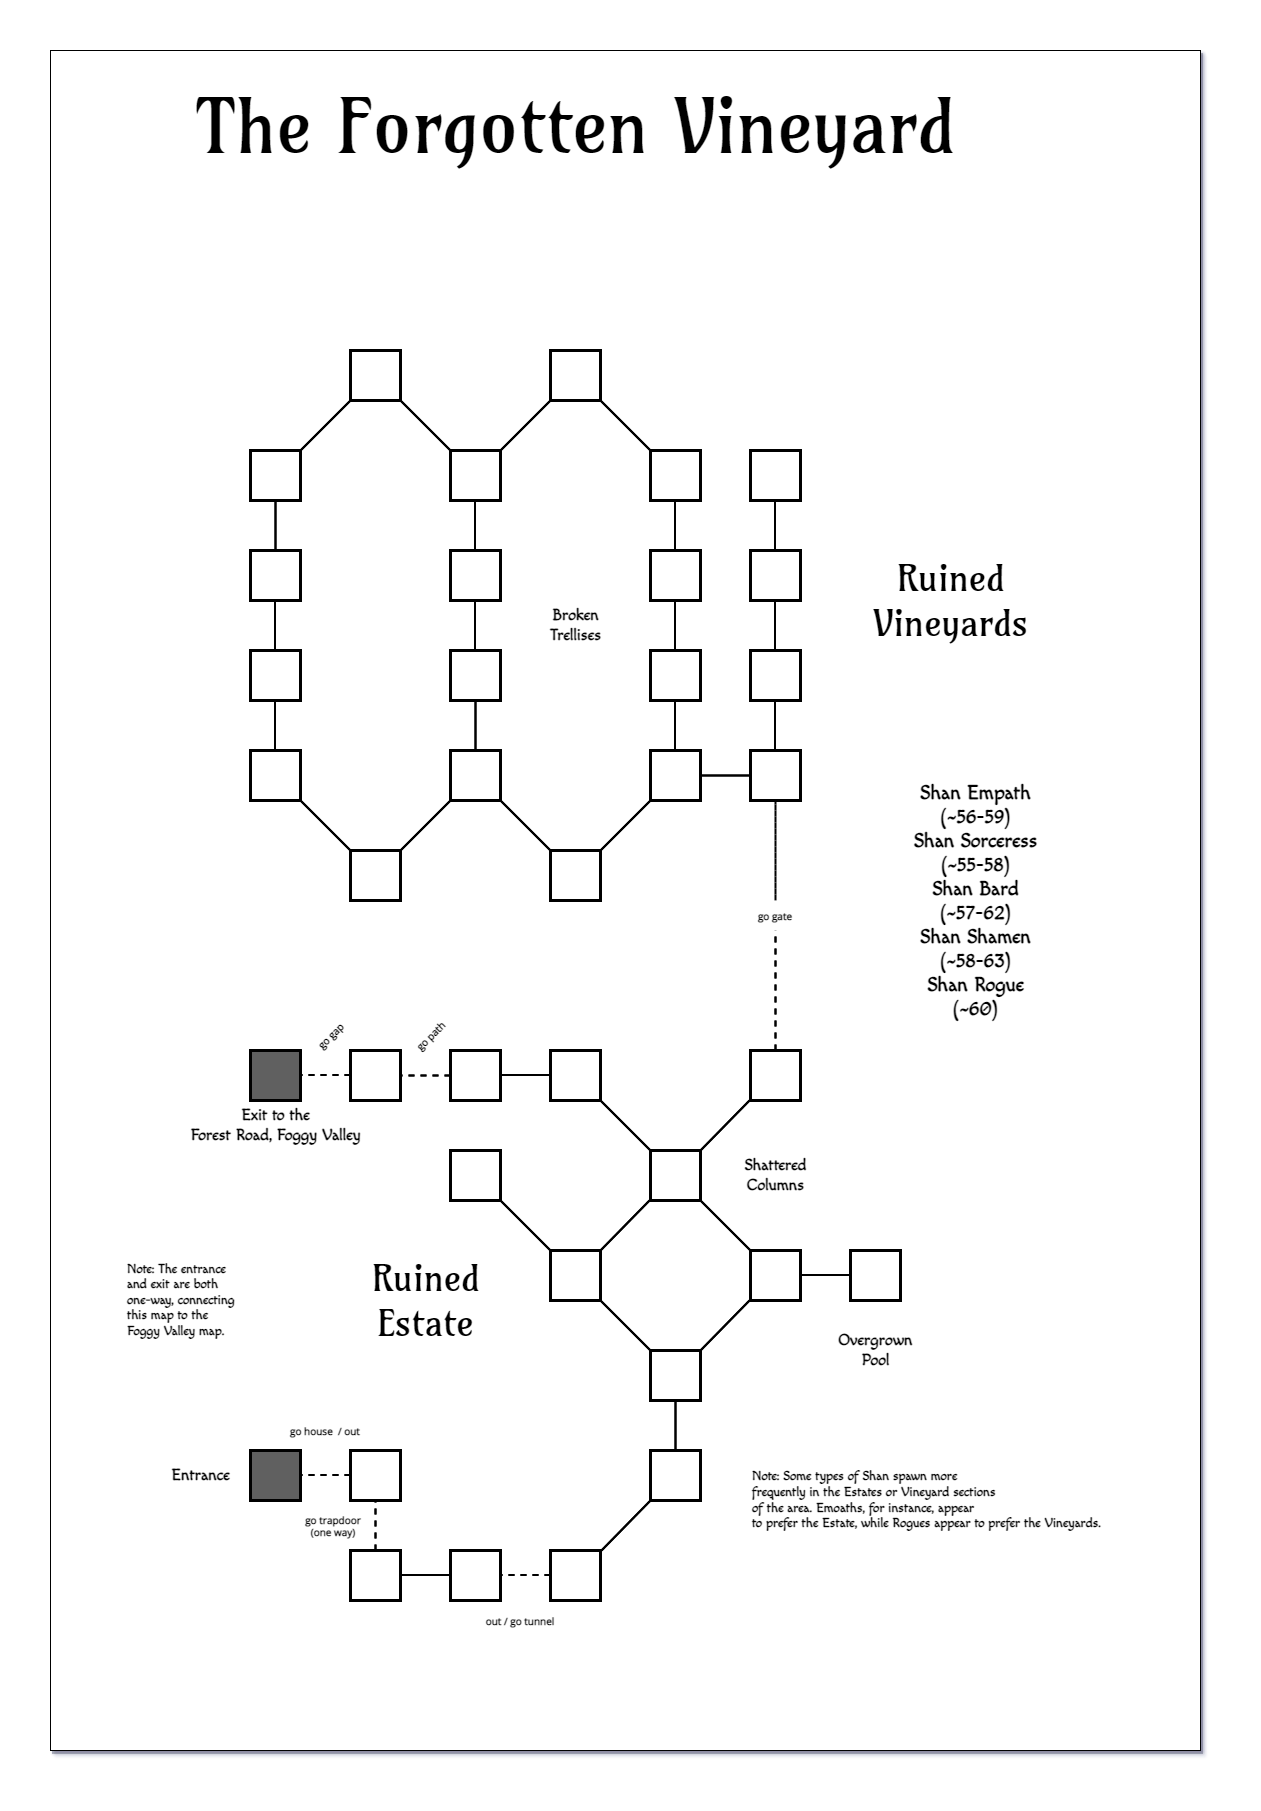 The Forgotten Vineyard
Broken
Trellises
Ruined
Vineyards
Shan Empath
(~56-59)
Shan Sorceress
(~55-58)
Shan Bard
(~57-62)
Shan Shamen
(~58-63)
Shan Rogue
(~60)
go gate
go gap
go path
Exit to the
Forest Road, Foggy Valley
Shattered
Columns
Note: The entrance
and exit are both
one-way, connecting
this map to the
Foggy Valley map.
Ruined
Estate
Overgrown
Pool
go house / out
Entrance
go trapdoor
(one way)
out / go tunnel
Note: Some types of Shan spawn more
frequently in the Estates or Vineyard sections
of the area. Emoaths, for instance, appear
to prefer the Estate, while Rogues appear to prefer the Vineyards.